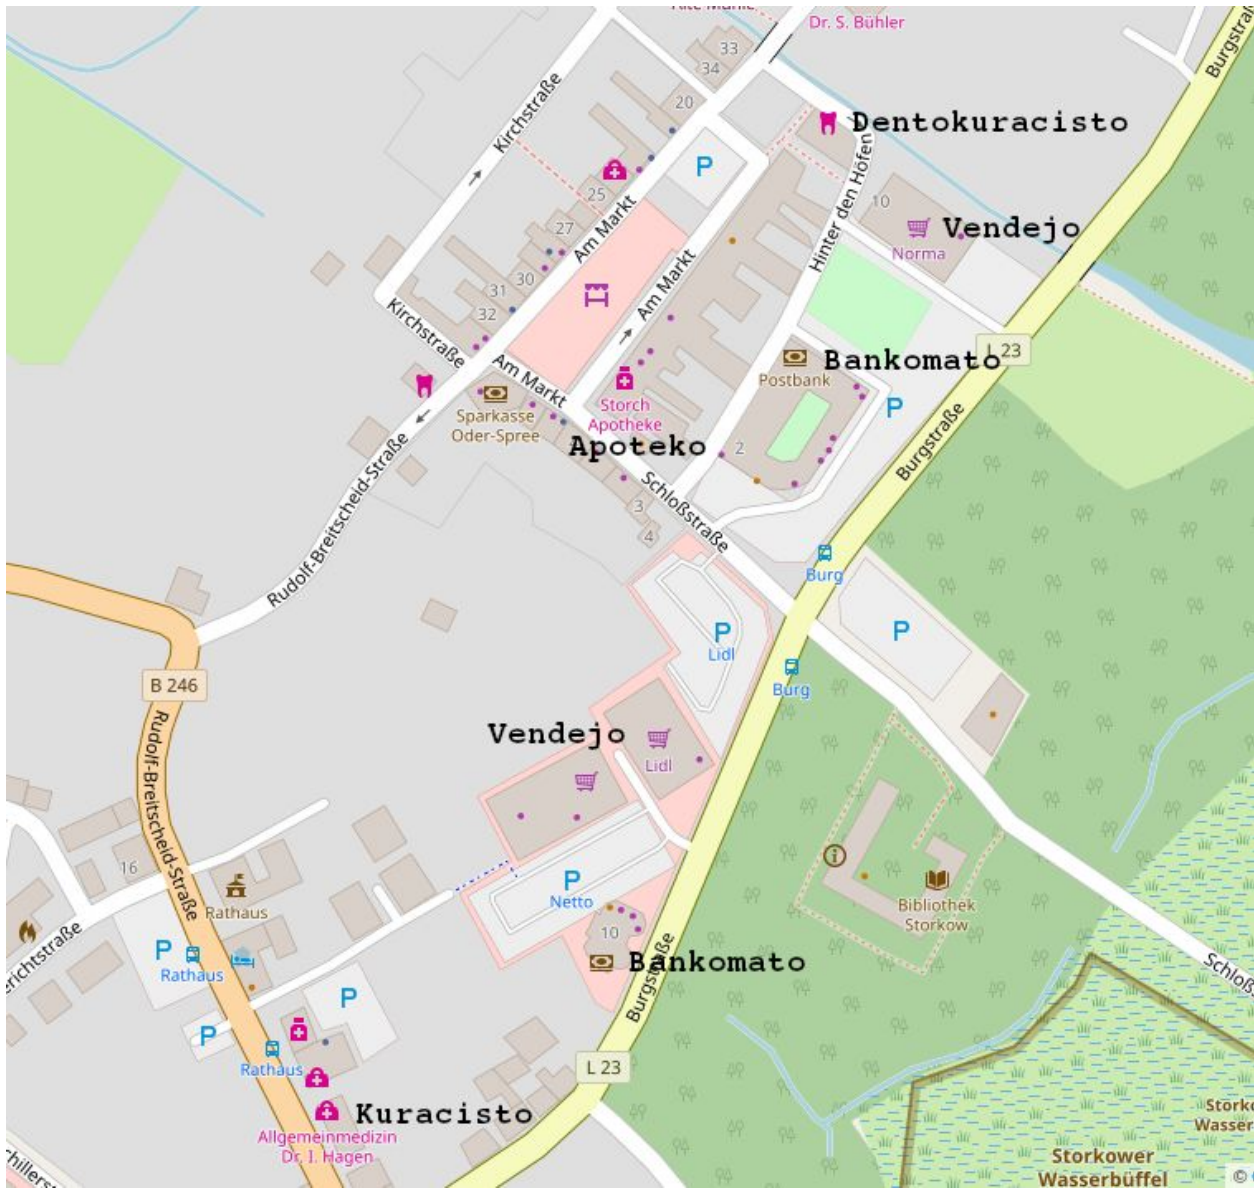 Dr. S. Bühler
Burgstraße
33
34
20
Kirchstraße
Dentokuracisto
P
25
10
Am Markt
Hinter den Höfen
27
Vendejo
Norma
30
31
Am Markt
32
Kirchstraße
Am Markt
L 23
Bankomato
Postbank
Sparkasse
Oder-Spree
Storch
Apotheke
P
Apoteko
2
Burgstraße
Rudolf-Breitscheid-Straße
Schloßstraße
3
4
Burg
P
Lidl
P
Burg
B 246
Vendejo
Lidl
Rudolf-Breitscheid-Straße
16
P
Netto
Rathaus
Bibliothek
Storkow
10
P
Rathaus
Bankomato
Burgstraße
P
P
Rathaus
L 23
Kuracisto
Allgemeinmedizin
Dr. I. Hagen
Storkower
Wasserbüffel
©